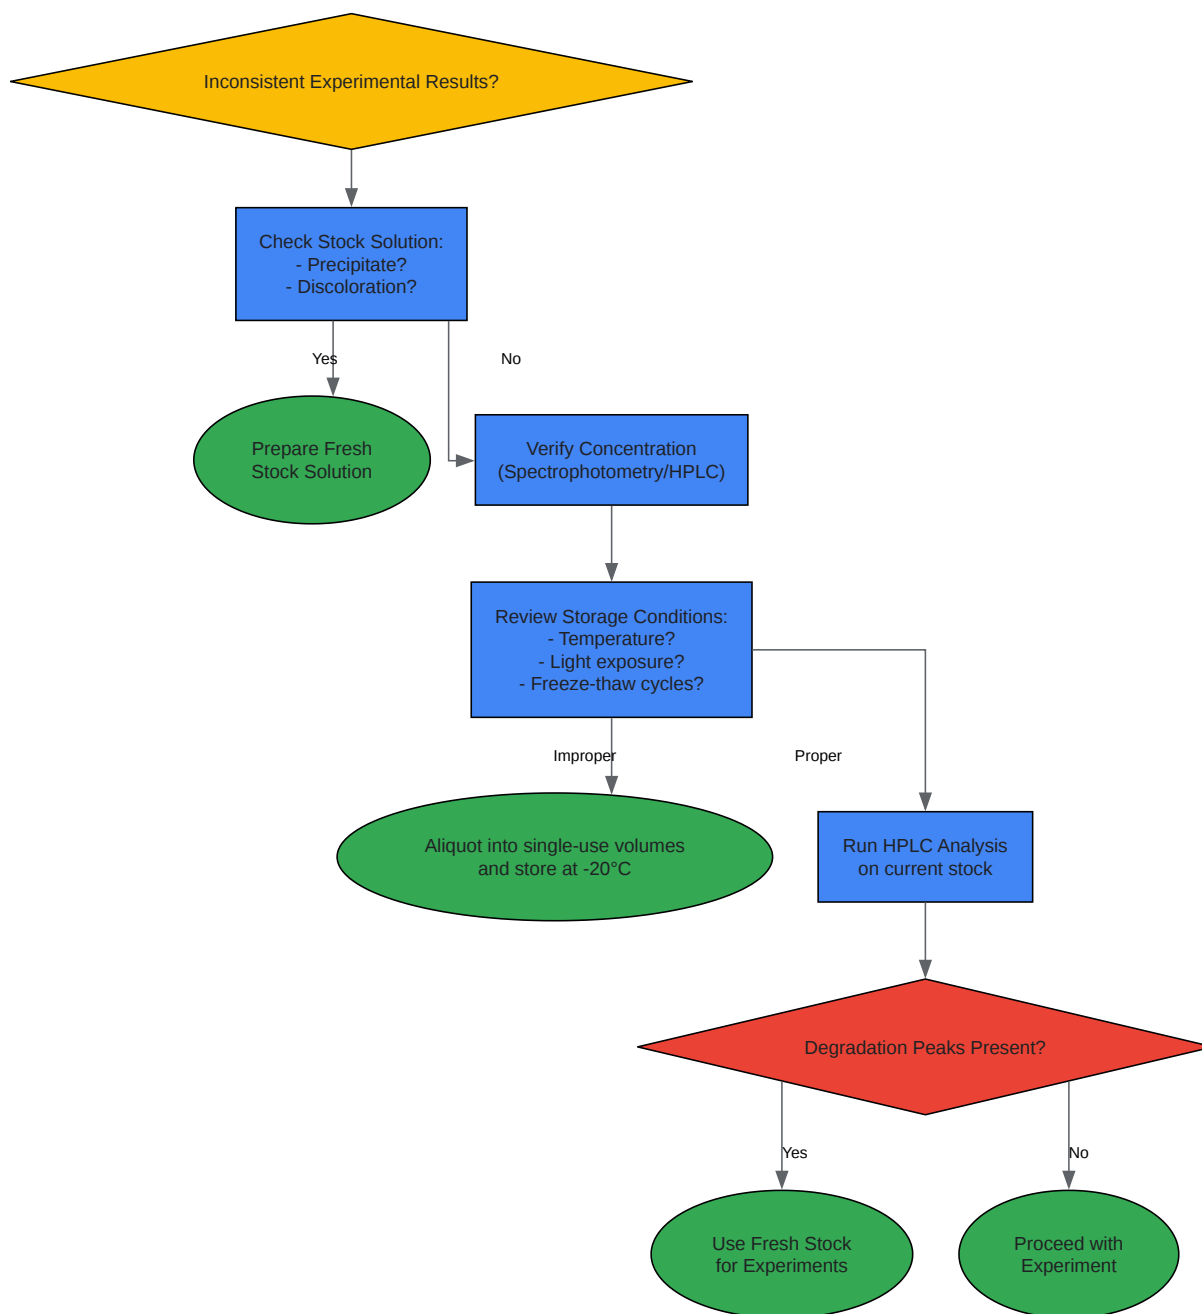 Inconsistent Experimental Results?
Check Stock Solution:
- Precipitate?
- Discoloration?
Yes
No
Prepare Fresh
Stock Solution
Verify Concentration
(Spectrophotometry/HPLC)
Review Storage Conditions:
- Temperature?
- Light exposure?
- Freeze-thaw cycles?
Improper
Proper
Aliquot into single-use volumes
and store at -20°C
Run HPLC Analysis
on current stock
Degradation Peaks Present?
Yes
No
Use Fresh Stock
for Experiments
Proceed with
Experiment